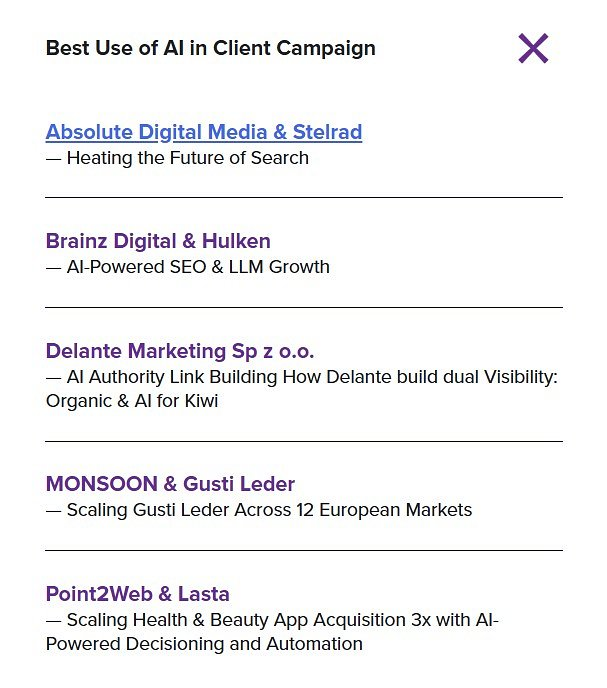 Best Use of AI in Client Campaign
Absolute Digital Media & Stelrad
— Heating the Future of Search
Brainz Digital & Hulken
— AI-Powered SEO & LLM Growth
Delante Marketing Sp z o.o.
— AI Authority Link Building How Delante build dual Visibility:
Organic & AI for Kiwi
MONSOON & Gusti Leder
— Scaling Gusti Leder Across 12 European Markets
Point2Web & Lasta
— Scaling Health & Beauty App Acquisition 3x with AI-
Powered Decisioning and Automation